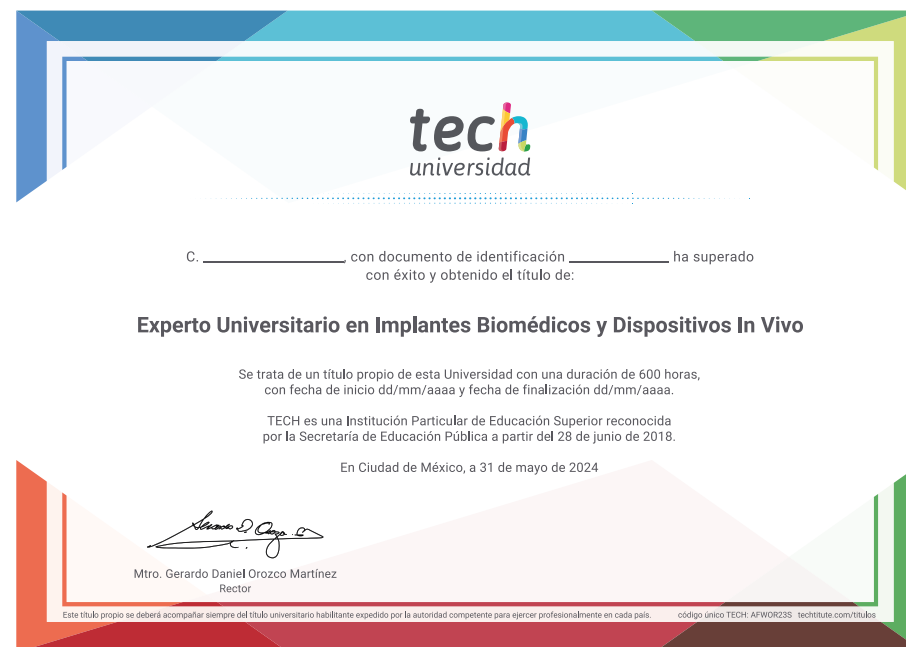 tech
universidad
C. ________________, con documento de identificación ____________ ha superado
con éxito y obtenido el título de:
Experto Universitario en Implantes Biomédicos y Dispositivos In Vivo
Se trata de un título propio de esta Universidad con una duración de 600 horas,
con fecha de inicio dd/mm/aaaa y fecha de finalización dd/mm/aaaa.
TECH es una Institución Particular de Educación Superior reconocida
por la Secretaría de Educación Pública a partir del 28 de junio de 2018.
En Ciudad de México, a 31 de mayo de 2024
Mtro. Gerardo Daniel Orozco Martínez
Rector
Este título propio se deberá acompañar siempre del título universitario habilitante expedido por la autoridad competente para ejercer profesionalmente en cada país. código único TECH: AFWOR23S techtitute.com/titulos